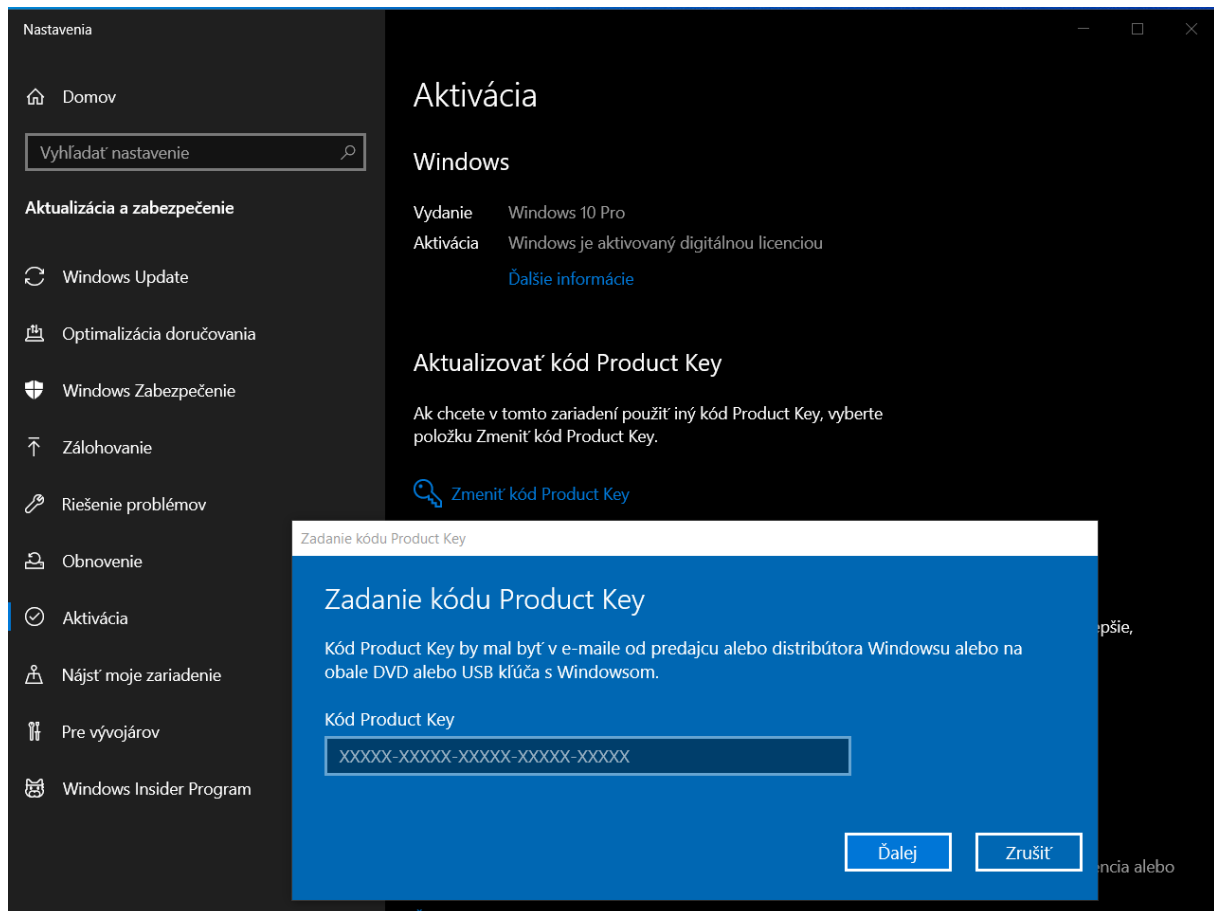 Nastavenia
Domov
Vyhľadať nastavenie
Aktualizácia a zabezpečenie
Windows Update
Optimalizácia doručovania
Windows Zabezpečenie
Zálohovanie
Riešenie problémov
Obnovenie
Aktivácia
Nájsť moje zariadenie
Pre vývojárov
Windows Insider Program
Aktivácia
Windows
Vydanie Windows 10 Pro
Aktivácia Windows je aktivovaný digitálnou licenciou
Ďalšie informácie
Aktualizovať kód Product Key
Ak chcete v tomto zariadení použiť iný kód Product Key, vyberte
položku Zmeniť kód Product Key.
Zmeniť kód Product Key
Zadanie kódu Product Key
Zadanie kódu Product Key
Kód Product Key by mal byť v e-maile od predajcu alebo distribútora Windowsu alebo na
obale DVD alebo USB kľúča s Windowsom.
Kód Product Key
XXXXX-XXXXX-XXXXX-XXXXX-XXXXX
Ďalej Zrušiť
epšie,
encia alebo